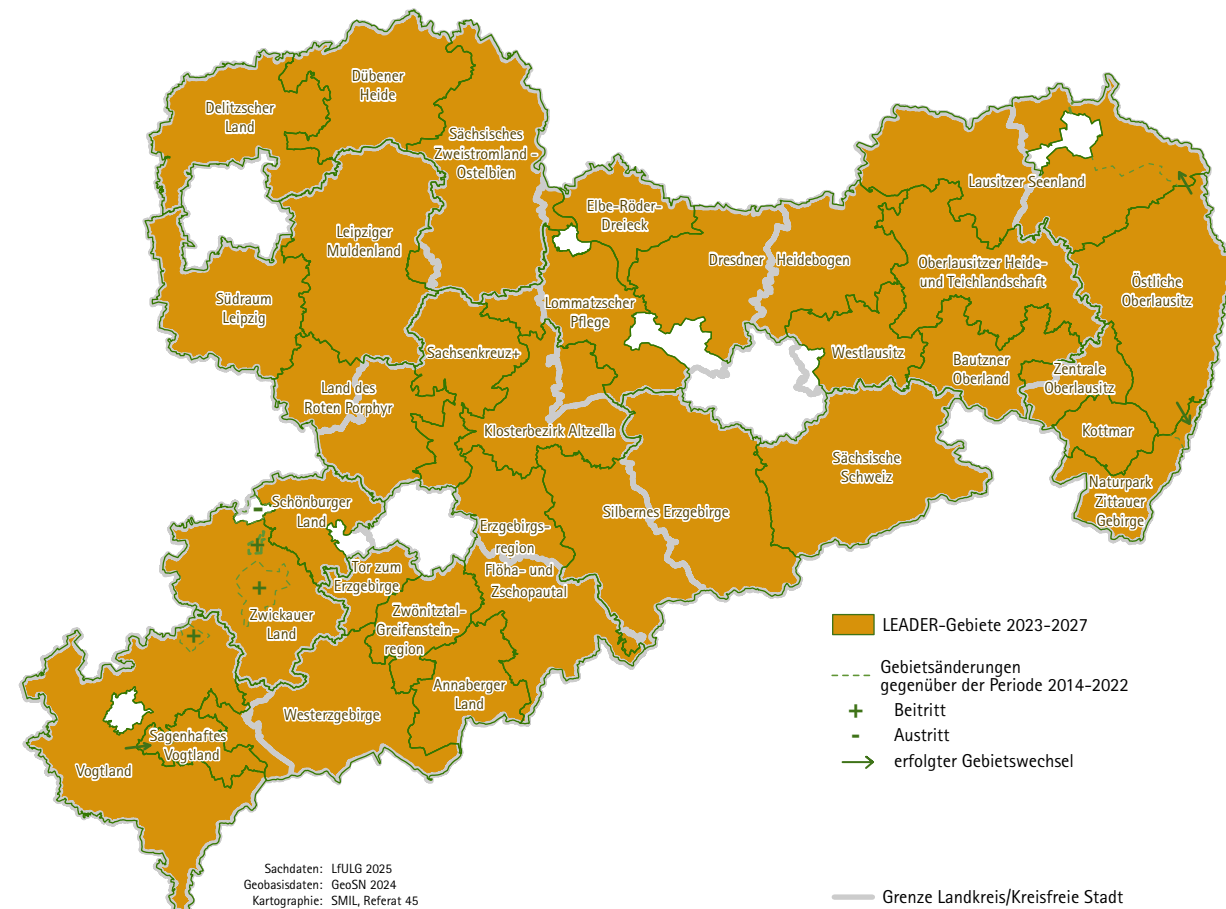 Dübener
Heide
Delitzscher
Land
Sächsisches
Zweistromland -
Ostelbien
Lausitzer Seenland
Elbe-Röder-
Dreieck
Leipziger
Muldenland
Dresdner Heidebogen
Oberlausitzer Heide-
und Teichlandschaft
Östliche
Oberlausitz
Südraum
Leipzig
Lommatzscher
Pflege
Sachsenkreuz+
Westlausitz
Bautzner
Oberland
Zentrale
Oberlausitz
Land des
Roten Porphyr
Klosterbezirk Altzella
Kottmar
Sächsische
Schweiz
Naturpark
Zittauer
Gebirge
Schönburger
Land
Silbernes Erzgebirge
Erzgebirgs-
region
Flöha- und
Zschopautal
Tor zum
Erzgebirge
Zwickauer
Land
Zwönitztal-
Greifenstein-
region
Annaberger
Land
Westerzgebirge
Sagenhaftes
Vogtland
Vogtland
LEADER-Gebiete 2023-2027
Gebietsänderungen
gegenüber der Periode 2014-2022
+ Beitritt
- Austritt
erfolgter Gebietswechsel
Grenze Landkreis/Kreisfreie Stadt
Sachdaten: LfULG 2025
Geobasisdaten: GeoSN 2024
Kartographie: SMIL, Referat 45